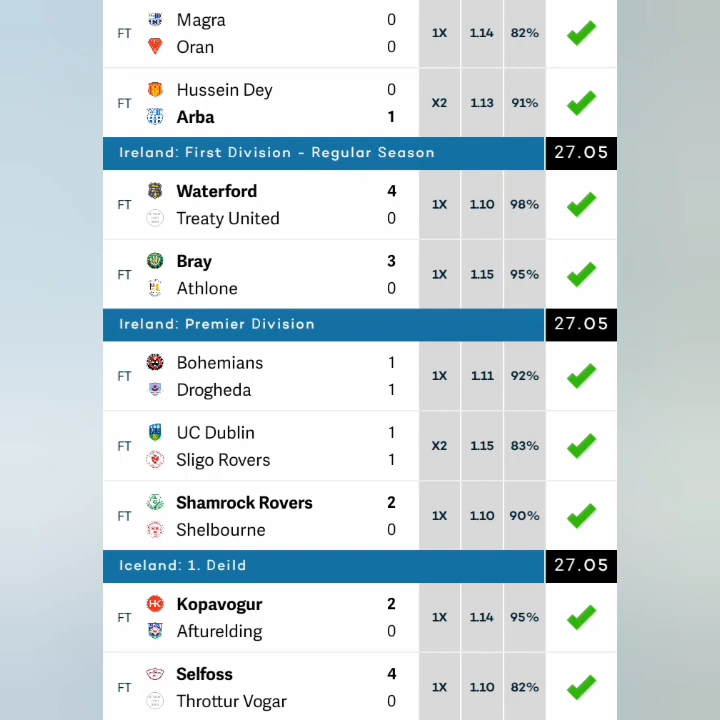 Magra 0
FT 1X 1.14 82%
Oran 0
Hussein Dey 0
FT X2 1.13 91%
Arba 1
Ireland: First Division - Regular Season 27.05
Waterford 4
FT 1X 1.10 98%
Treaty United 0
Bray 3
FT 1X 1.15 95%
Athlone 0
Ireland: Premier Division 27.05
Bohemians 1
FT 1X 1.11 92%
Drogheda 1
UC Dublin 1
FT X2 1.15 83%
Sligo Rovers 1
Shamrock Rovers 2
FT 1X 1.10 90%
Shelbourne 0
Iceland: 1. Deild 27.05
Kopavogur 2
FT 1X 1.14 95%
HK
Afturelding 0
Selfoss 4
FT 1X 1.10 82%
Throttur Vogar 0